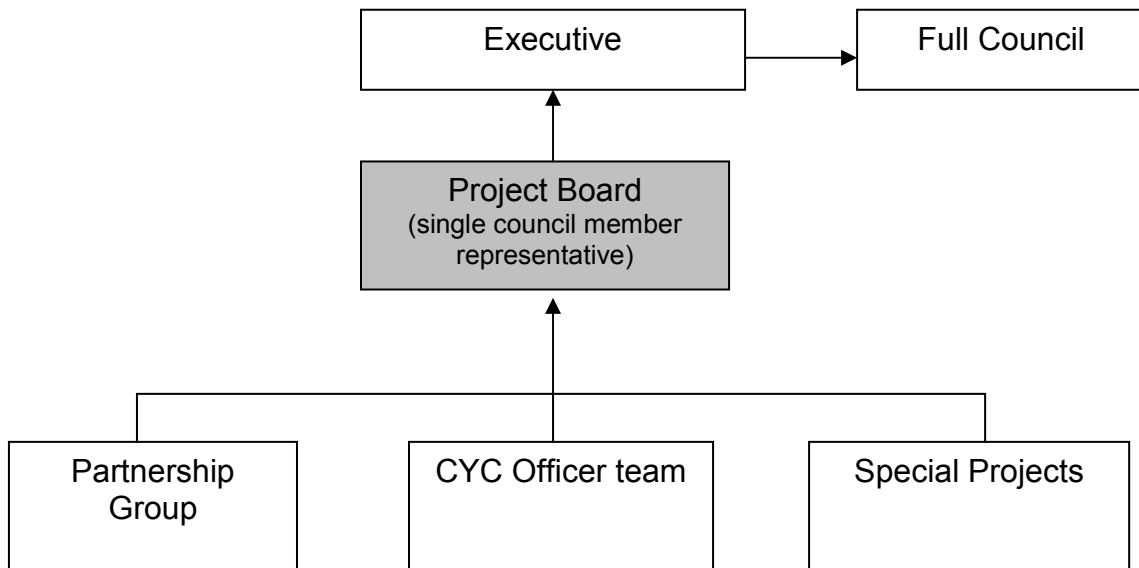 Executive
Full Council
Project Board
(single council member
representative)
Partnership
Group
CYC Officer team
Special Projects